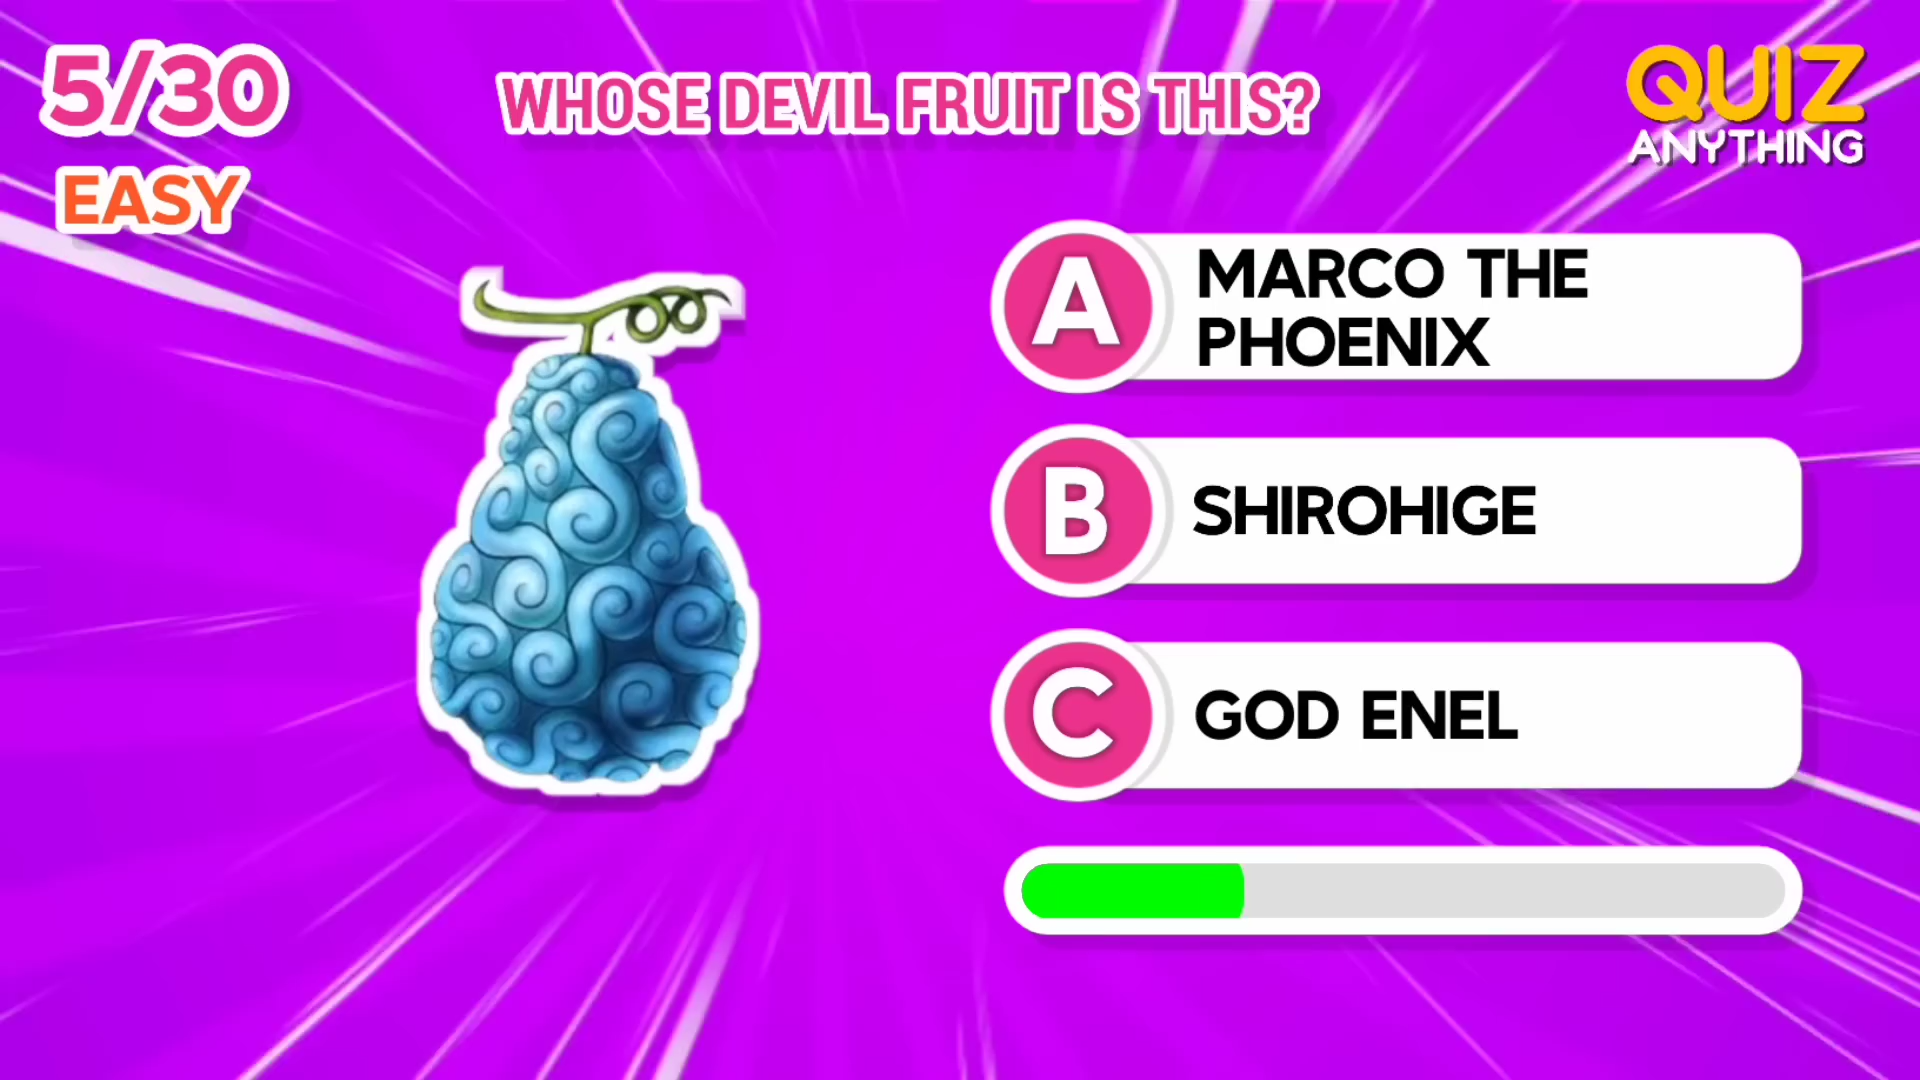 5/30
EASY
WHOSE DEVIL FRUIT IS THIS?
QUIZ
ANYTHING
A
MARCO THE
PHOENIX
B
SHIROHIGE
C
GOD ENEL